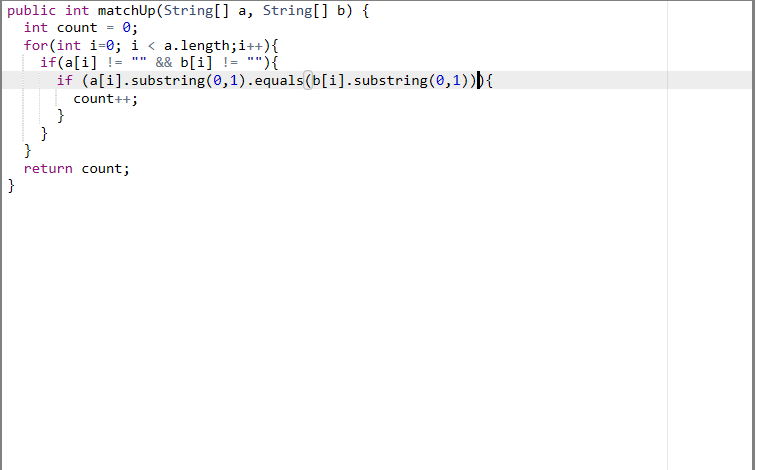 public int matchUp(String[] a, String[] b) {
  int count = 0;
  for(int i=0; i < a.length;i++){
    if(a[i] != "" && b[i] != ""){
      if (a[i].substring(0,1).equals(b[i].substring(0,1))){
        count++;
      }
    }
  }
  return count;
}